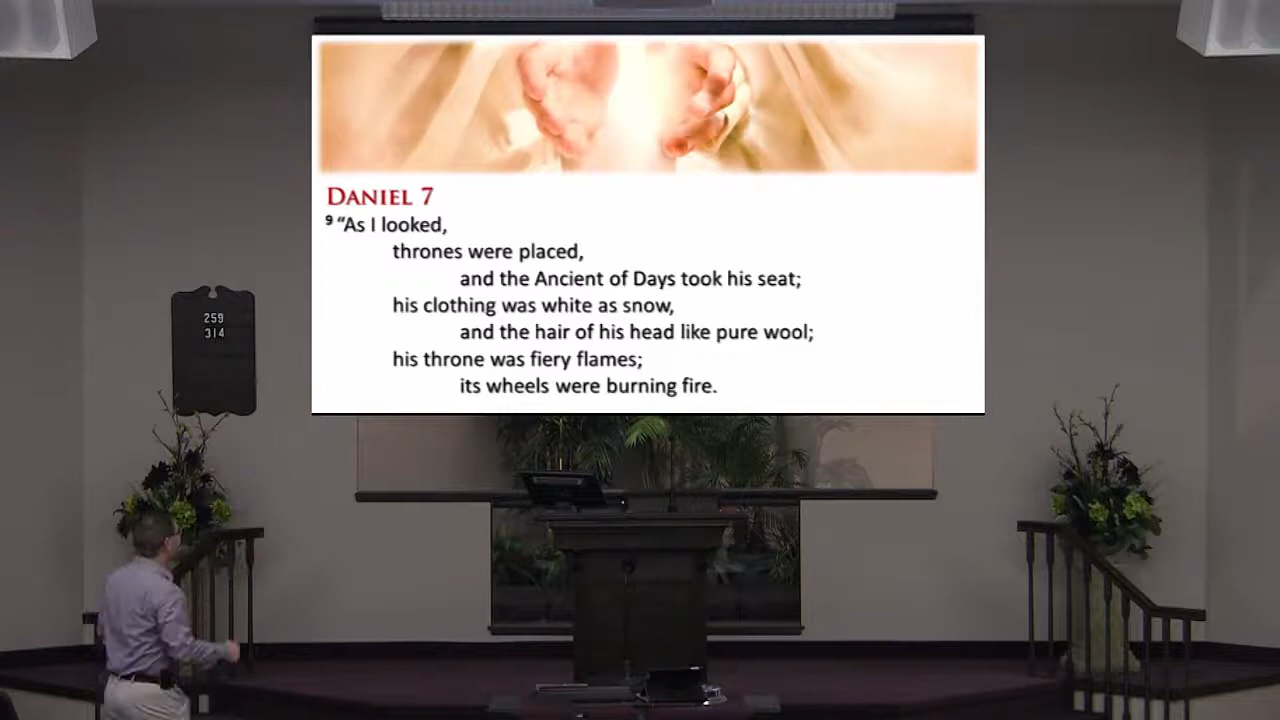 DANIEL 7
9 “As I looked,
thrones were placed,
and the Ancient of Days took his seat;
his clothing was white as snow,
and the hair of his head like pure wool;
his throne was fiery flames;
its wheels were burning fire.
259
314